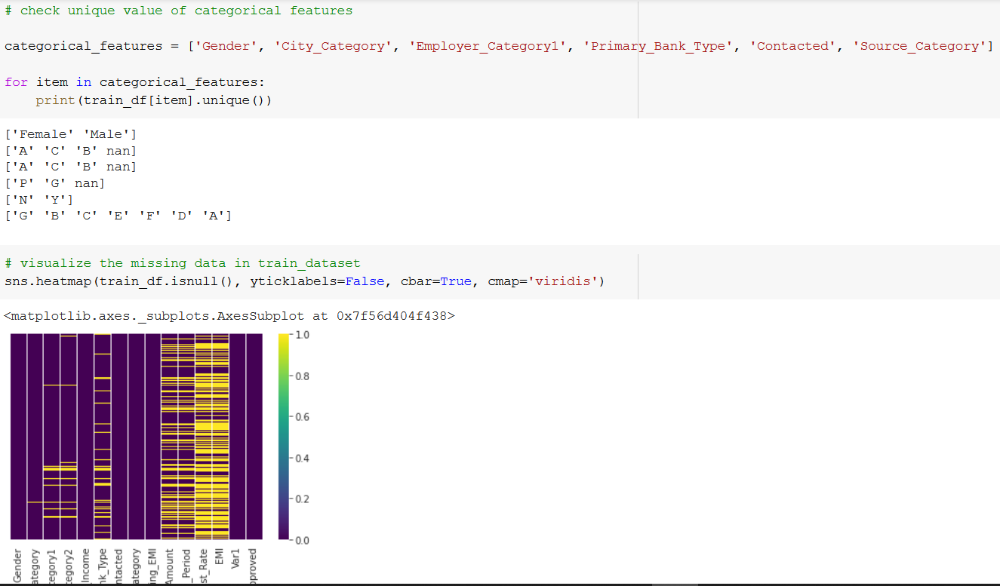 # check unique value of categorical features
categorical_features = ['Gender', 'City_Category', 'Employer_Category1', 'Primary_Bank_Type', 'Contacted', 'Source_Category']
for item in categorical_features:
    print(train_df[item].unique())
['Female' 'Male']
['A' 'C' 'B' nan]
['A' 'C' 'B' nan]
['P' 'G' nan]
['N' 'Y']
['G' 'B' 'C' 'E' 'F' 'D' 'A']
# visualize the missing data in train_dataset
sns.heatmap(train_df.isnull(), yticklabels=False, cbar=True, cmap='viridis')
<matplotlib.axes._subplots.AxesSubplot at 0x7f56d404f438>
1.0
0.8
0.6
0.4
0.2
0.0
Gender
ategory
egory1
egory2
Income
nk_Type
ntacted
ategory
ing_EMI
Amount
_Period
st_Rate
EMI
Var1
pproved